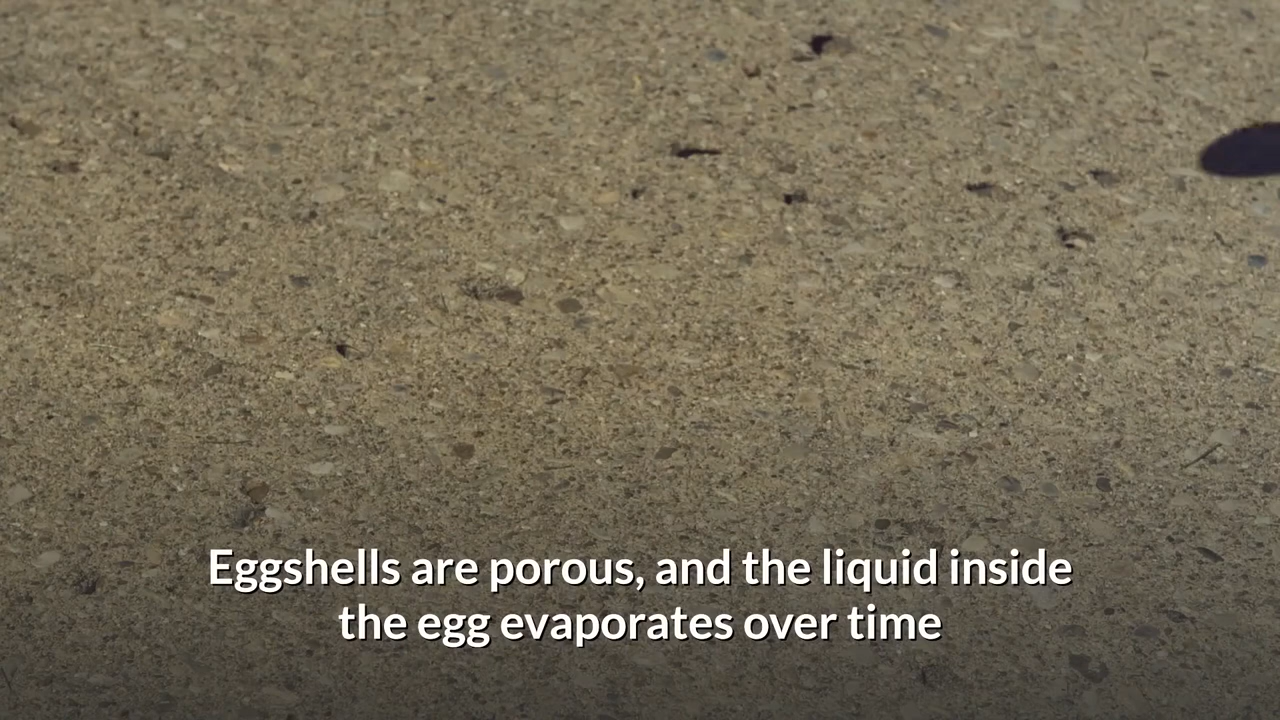 Eggshells are porous, and the liquid inside
the egg evaporates over time